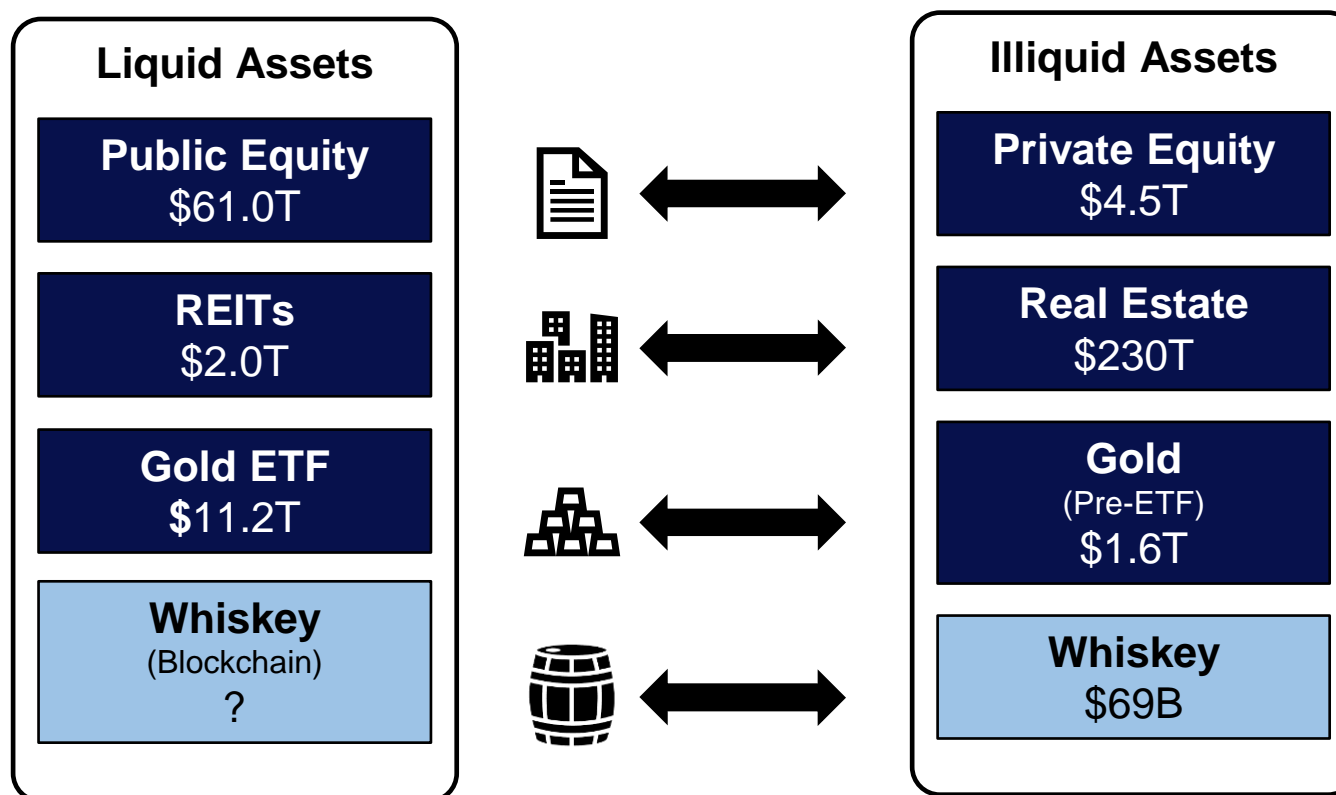 Liquid Assets
Public Equity
$61.0T
REITs
$2.0T
Gold ETF
$11.2T
Whiskey
(Blockchain)
?
Illiquid Assets
Private Equity
$4.5T
Real Estate
$230T
Gold
(Pre-ETF)
$1.6T
Whiskey
$69B